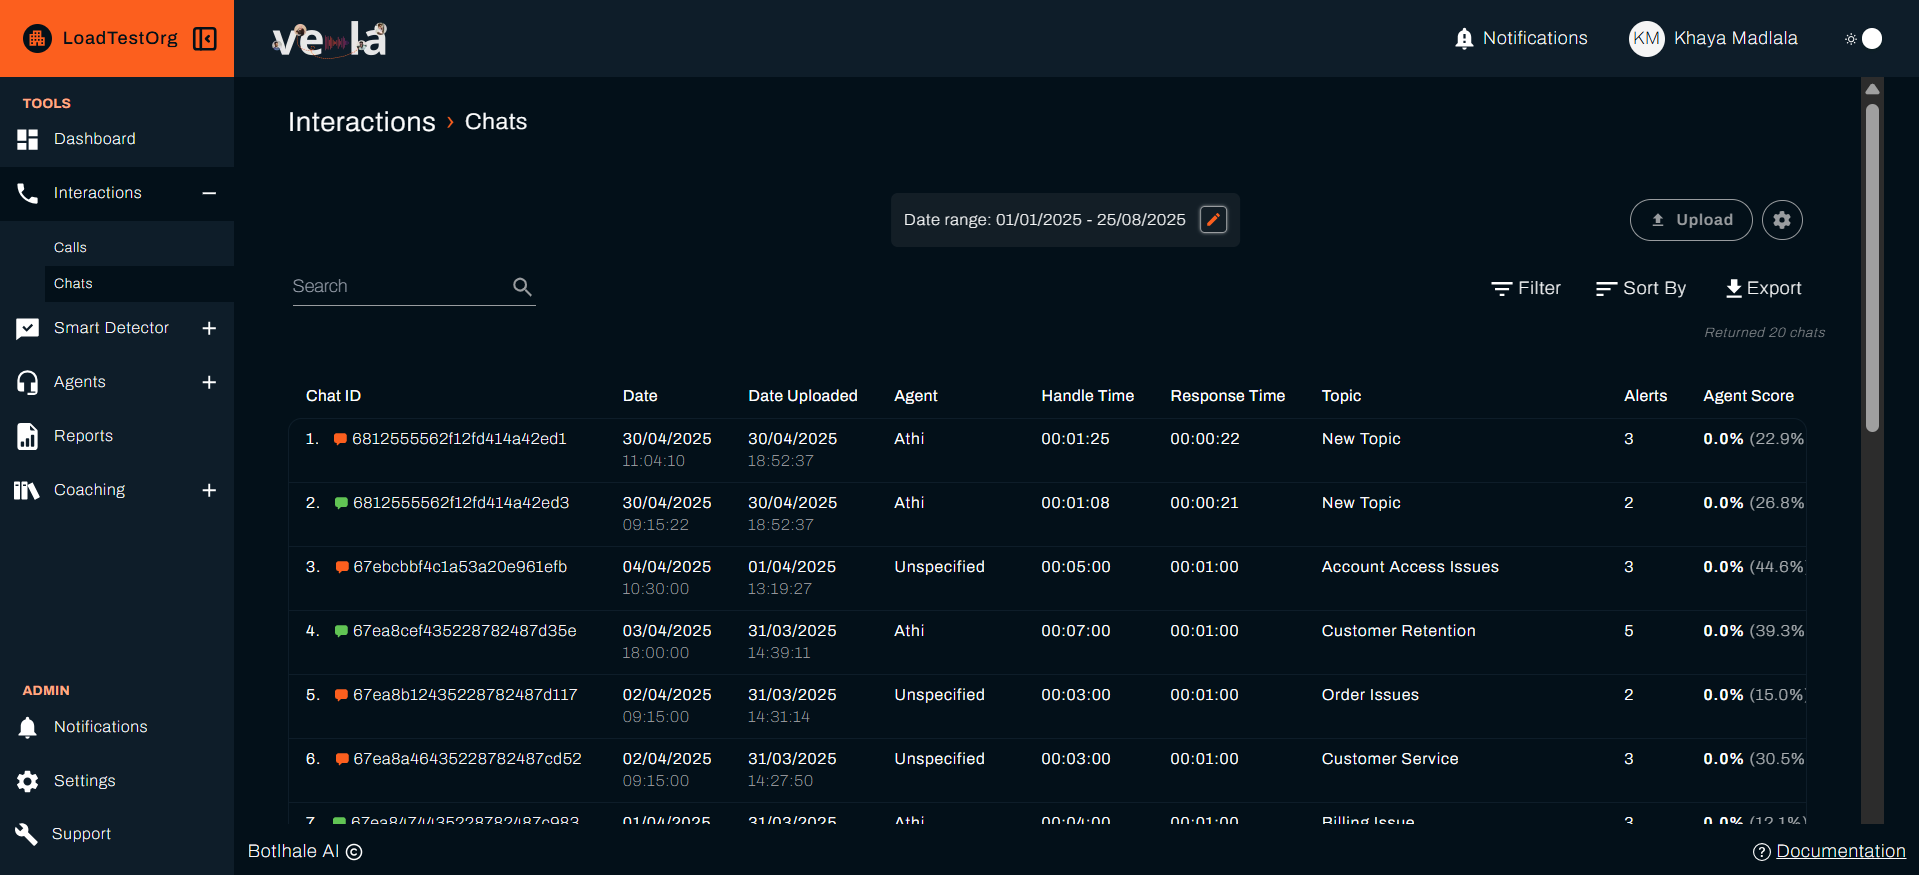 LoadTestOrg
vela
Notifications
KM Khaya Madlala
TOOLS
Dashboard
Interactions
Calls
Chats
Smart Detector
Agents
Reports
Coaching
ADMIN
Notifications
Settings
Support
Interactions › Chats
Date range: 01/01/2025 - 25/08/2025
Upload
Search
Filter
Sort By
Export
Returned 20 chats
Chat ID Date Date Uploaded Agent Handle Time Response Time Topic Alerts Agent Score
1. 6812555562f12fd414a42ed1 30/04/2025 30/04/2025 Athi 00:01:25 00:00:22 New Topic 3 0.0% (22.9%
11:04:10 18:52:37
2. 6812555562f12fd414a42ed3 30/04/2025 30/04/2025 Athi 00:01:08 00:00:21 New Topic 2 0.0% (26.8%
09:15:22 18:52:37
3. 67ebcbbf4c1a53a20e961efb 04/04/2025 01/04/2025 Unspecified 00:05:00 00:01:00 Account Access Issues 3 0.0% (44.6%
10:30:00 13:19:27
4. 67ea8cef435228782487d35e 03/04/2025 31/03/2025 Athi 00:07:00 00:01:00 Customer Retention 5 0.0% (39.3%
18:00:00 14:39:11
5. 67ea8b12435228782487d117 02/04/2025 31/03/2025 Unspecified 00:03:00 00:01:00 Order Issues 2 0.0% (15.0%)
09:15:00 14:31:14
6. 67ea8a46435228782487cd52 02/04/2025 31/03/2025 Unspecified 00:03:00 00:01:00 Customer Service 3 0.0% (30.5%
09:15:00 14:27:50
7. 67ea8474435228782487c983 01/04/2025 31/03/2025 Athi 00:04:00 00:01:00 Billing Issue 3 0.0% (12.1%)
Botlhale AI ©
Documentation